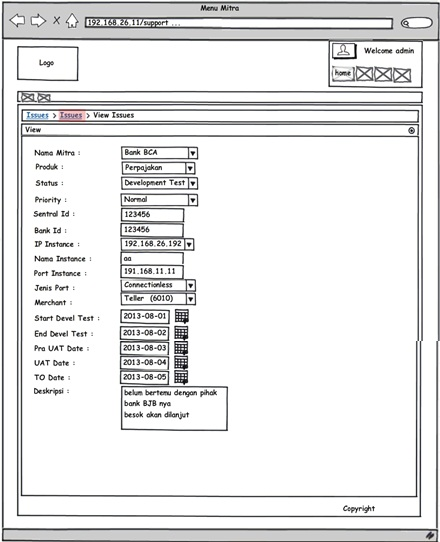 Menu Mitra
192.168.26.11/support ...
Logo
Welcome admin
home
Issues > Issues > View Issues
View
Nama Mitra : Bank BCA
Produk : Perpajakan
Status : Development Test
Priority : Normal
Sentral Id : 123456
Bank Id : 123456
IP Instance : 192.168.26.192
Nama Instance : aa
Port Instance : 191.168.11.11
Jenis Port : Connectionless
Merchant : Teller (6010)
Start Devel Test : 2013-08-01
End Devel Test : 2013-08-02
Pra UAT Date : 2013-08-03
UAT Date : 2013-08-04
TO Date : 2013-08-05
Deskripsi : belum bertemu dengan pihak
bank BJB nya
besok akan dilanjut
Copyright